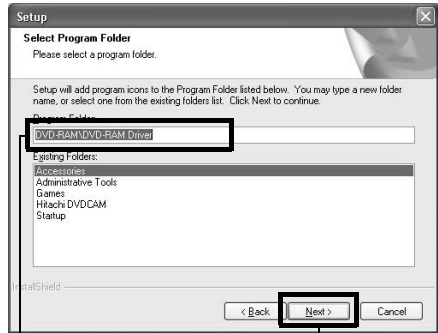 Setup
Select Program Folder
Please select a program folder.
Setup will add program icons to the Program Folder listed below. You may type a new folder
name, or select one from the existing folders list. Click Next to continue.
Program Folder:
DVD-RAM\DVD-RAM Driver
Existing Folders:
Accessories
Administrative Tools
Games
Hitachi DVDCAM
Startup
InstallShield
< Back
Next >
Cancel